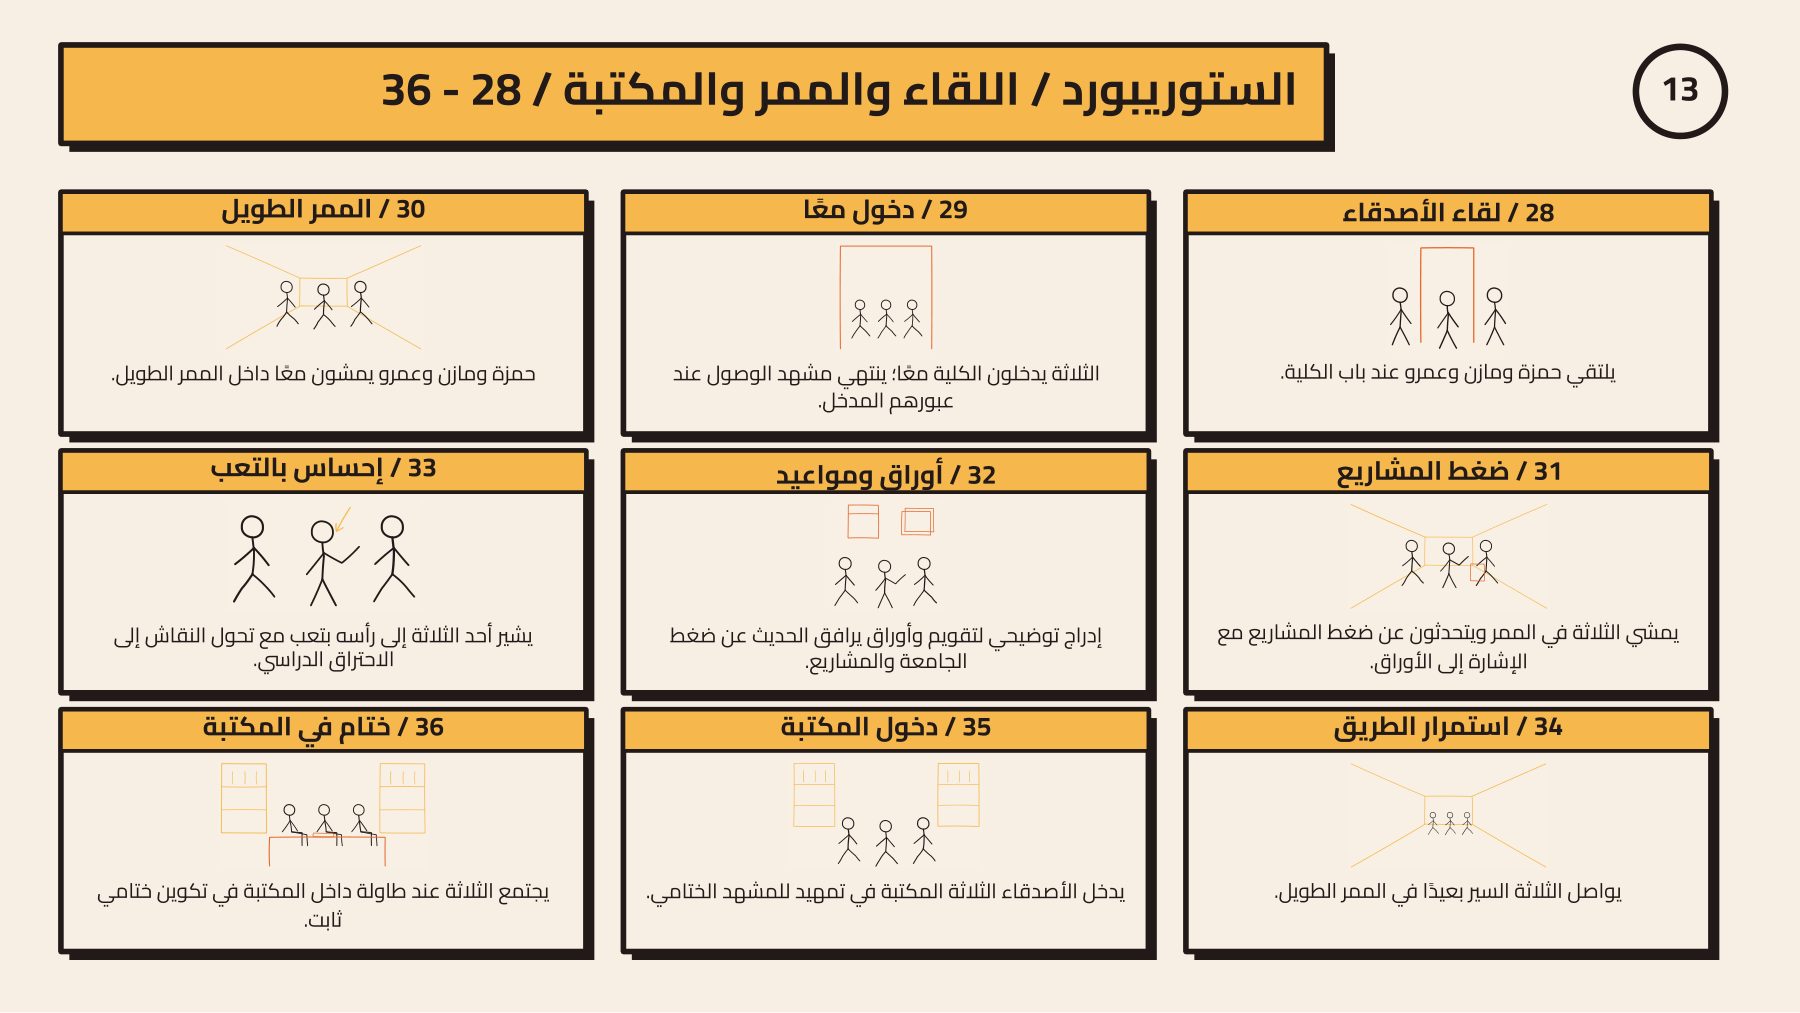 13
الستوريبورد / اللقاء والممر والمكتبة / 28 - 36
28 / لقاء الأصدقاء
يلتقي حمزة ومازن وعمرو عند باب الكلية.
29 / دخول معًا
الثلاثة يدخلون الكلية معًا؛ ينتهي مشهد الوصول عند
عبورهم المدخل.
30 / الممر الطويل
حمزة ومازن وعمرو يمشون معًا داخل الممر الطويل.
31 / ضغط المشاريع
يمشي الثلاثة في الممر ويتحدثون عن ضغط المشاريع مع
الإشارة إلى الأوراق.
32 / أوراق ومواعيد
إدراج توضيحي لتقويم وأوراق يرافق الحديث عن ضغط
الجامعة والمشاريع.
33 / إحساس بالتعب
يشير أحد الثلاثة إلى رأسه بتعب مع تحول النقاش إلى
الاحتراق الدراسي.
34 / استمرار الطريق
يواصل الثلاثة السير بعيدًا في الممر الطويل.
35 / دخول المكتبة
يدخل الأصدقاء الثلاثة المكتبة في تمهيد للمشهد الختامي.
36 / ختام في المكتبة
يجتمع الثلاثة عند طاولة داخل المكتبة في تكوين ختامي
ثابت.